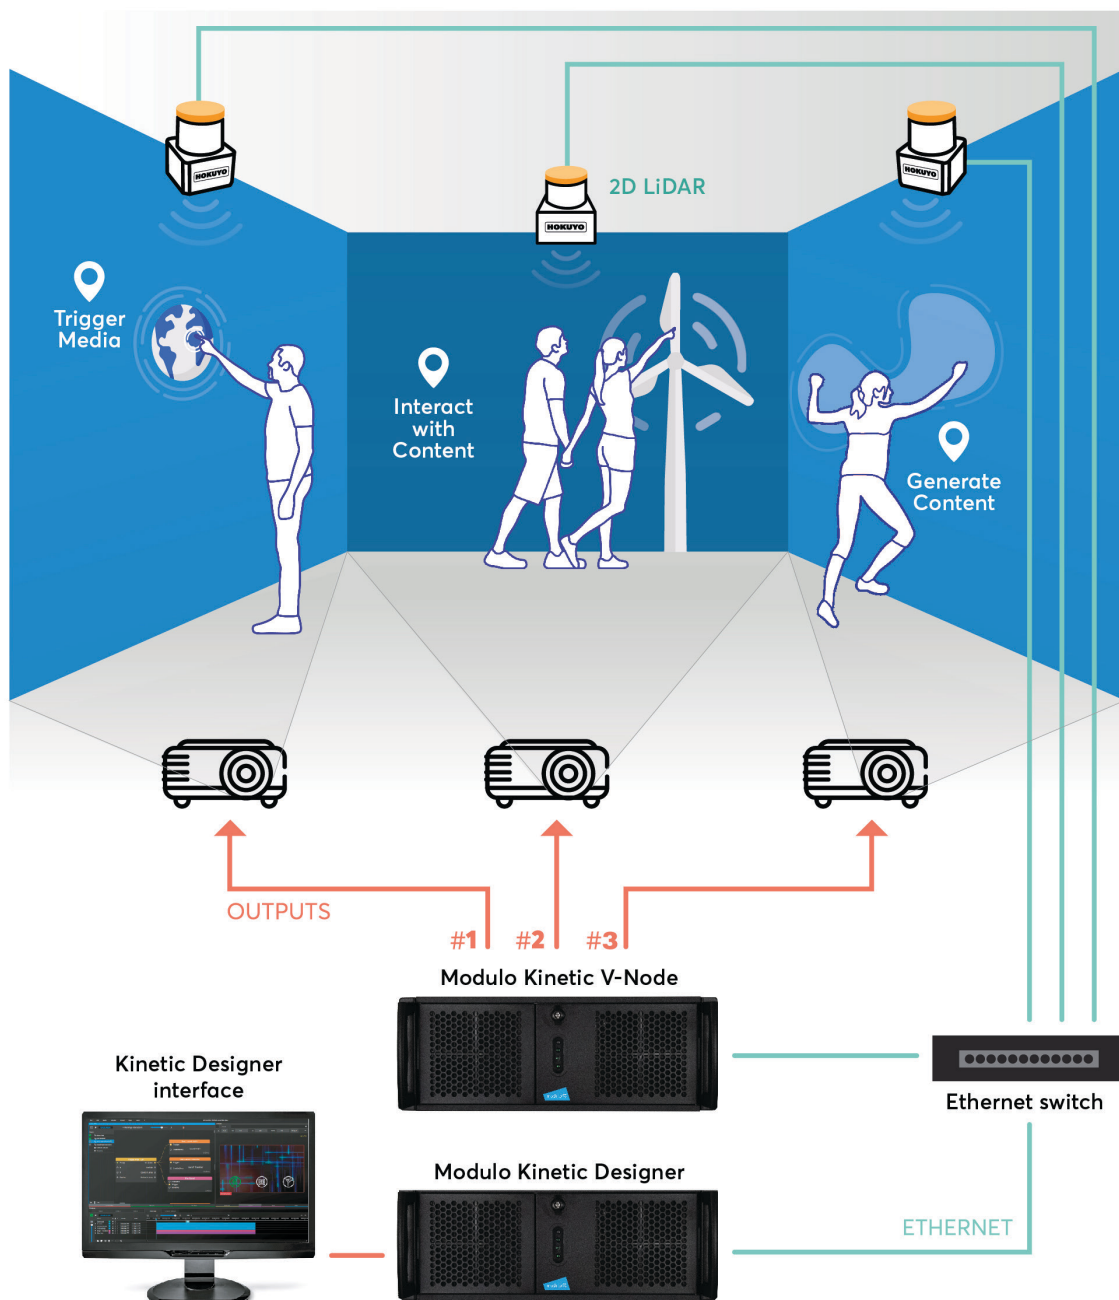 HOKUYO
HOKUYO
2D LiDAR
HOKUYO
Trigger
Media
Interact
with
Content
Generate
Content
OUTPUTS
#1
#2
#3
Modulo Kinetic V-Node
Kinetic Designer
interface
Ethernet switch
Modulo Kinetic Designer
ETHERNET